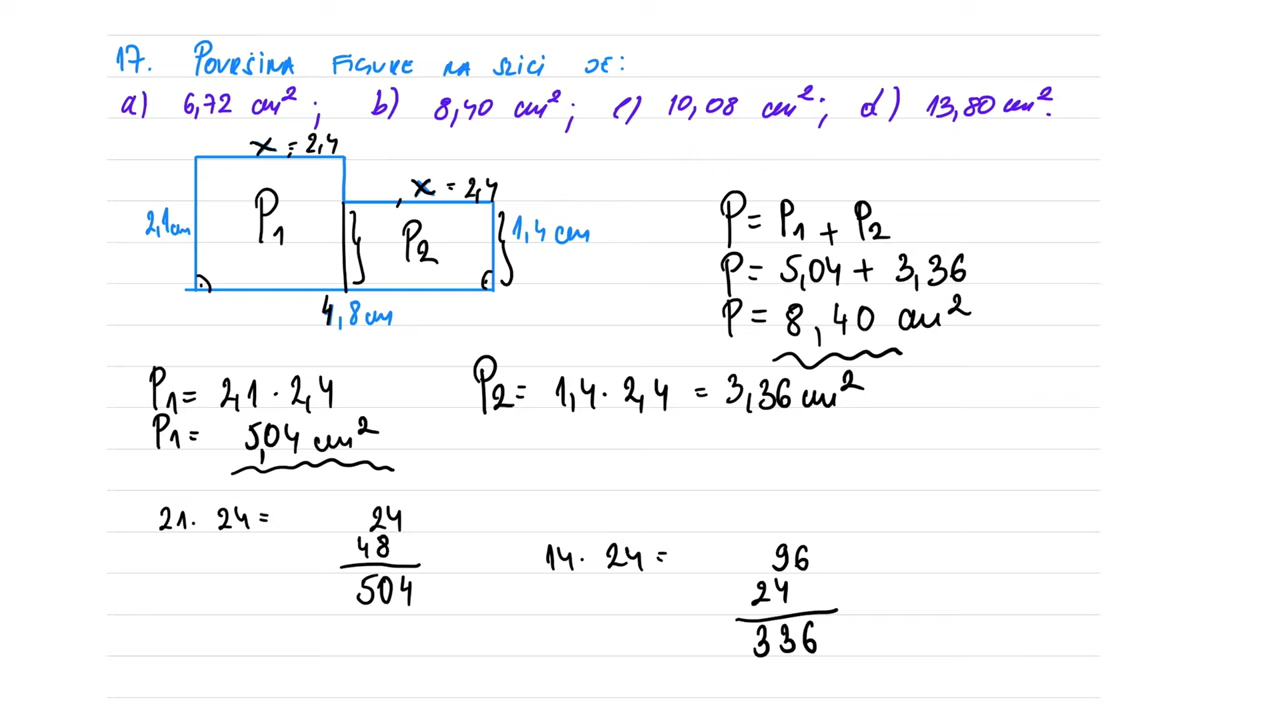 17. POVRŠINA FIGURE NA SLICI JE:
a) 6,72 cm²; b) 8,40 cm²; c) 10,08 cm²; d) 13,80 cm².
x = 2,4
x = 2,4
2,1 cm
P₁
P₂
1,4 cm
4,8 cm
P = P₁ + P₂
P = 5,04 + 3,36
P = 8,40 cm²
P₁ = 2,1 · 2,4
P₁ = 5,04 cm²
P₂ = 1,4 · 2,4 = 3,36 cm²
21 · 24 =
24
48
504
14 · 24 =
96
24
336